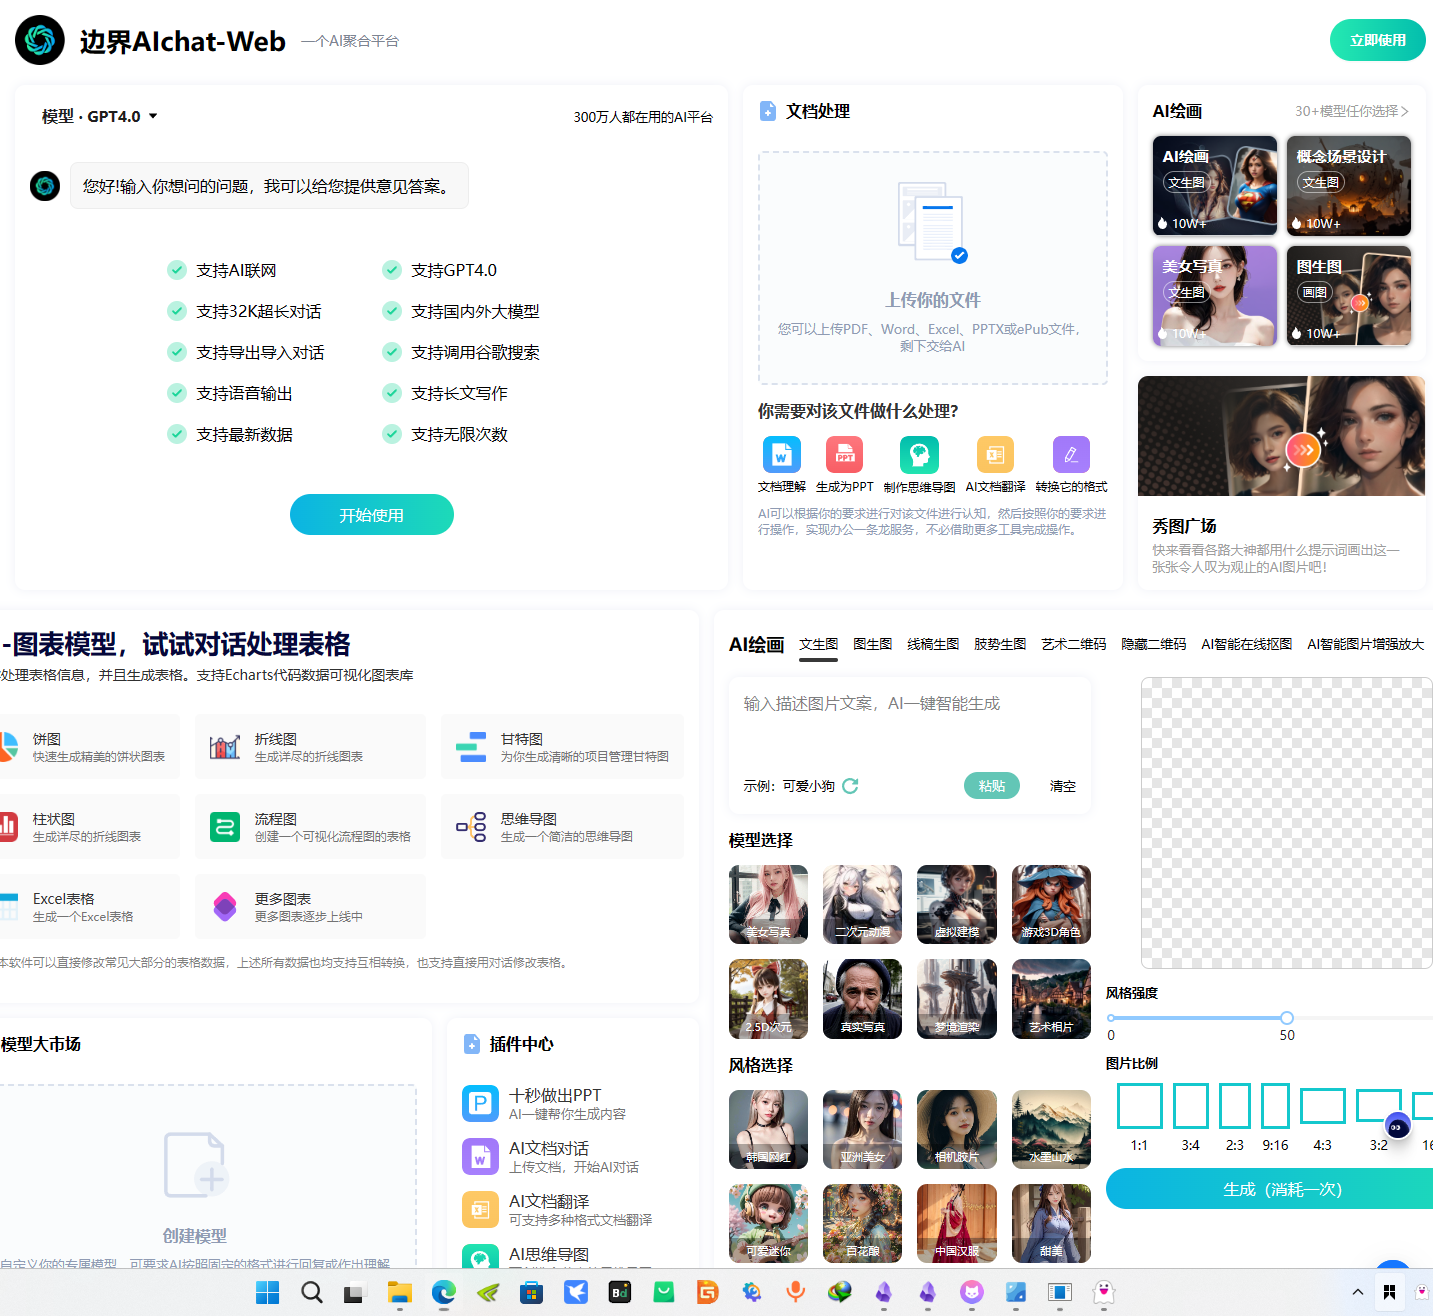 边界AIchat-Web
一个AI聚合平台
立即使用
模型 · GPT4.0
300万人都在用的AI平台
您好!输入你想问的问题，我可以给您提供意见答案。
支持AI联网
支持GPT4.0
支持32K超长对话
支持国内外大模型
支持导出导入对话
支持调用谷歌搜索
支持语音输出
支持长文写作
支持最新数据
支持无限次数
开始使用
文档处理
上传你的文件
您可以上传PDF、Word、Excel、PPTX或ePub文件，
剩下交给AI
你需要对该文件做什么处理?
文档理解
生成为PPT
制作思维导图
AI文档翻译
转换它的格式
AI可以根据你的要求进行对该文件进行认知，然后按照你的要求进
行操作，实现办公一条龙服务，不必借助更多工具完成操作。
AI绘画
30+模型任你选择
AI绘画
文生图
10W+
概念场景设计
文生图
10W+
美女写真
文生图
10W+
图生图
画图
10W+
秀图广场
快来看看各路大神都用什么提示词画出这一
张张令人叹为观止的AI图片吧！
-图表模型，试试对话处理表格
处理表格信息，并且生成表格。支持Echarts代码数据可视化图表库
饼图
快速生成精美的饼状图表
折线图
生成详尽的折线图表
甘特图
为你生成清晰的项目管理甘特图
柱状图
生成详尽的折线图表
流程图
创建一个可视化流程图的表格
思维导图
生成一个简洁的思维导图
Excel表格
生成一个Excel表格
更多图表
更多图表逐步上线中
本软件可以直接修改常见大部分的表格数据，上述所有数据也均支持互相转换，也支持直接用对话修改表格。
模型大市场
创建模型
自定义你的专属模型，可要求AI按照固定的格式进行回复或作出理解
插件中心
十秒做出PPT
AI一键帮你生成内容
AI文档对话
上传文档，开始AI对话
AI文档翻译
可支持多种格式文档翻译
AI思维导图
AI绘画
文生图
图生图
线稿生图
肢势生图
艺术二维码
隐藏二维码
AI智能在线抠图
AI智能图片增强放大
输入描述图片文案，AI一键智能生成
示例：可爱小狗
粘贴
清空
模型选择
美女写真
二次元动漫
虚拟建模
游戏3D角色
2.5D次元
真实写真
梦境渲染
艺术相片
风格选择
韩国网红
亚洲美女
相机胶片
水墨山水
可爱迷你
百花酿
中国汉服
甜美
风格强度
0
50
图片比例
1:1
3:4
2:3
9:16
4:3
3:2
生成（消耗一次）